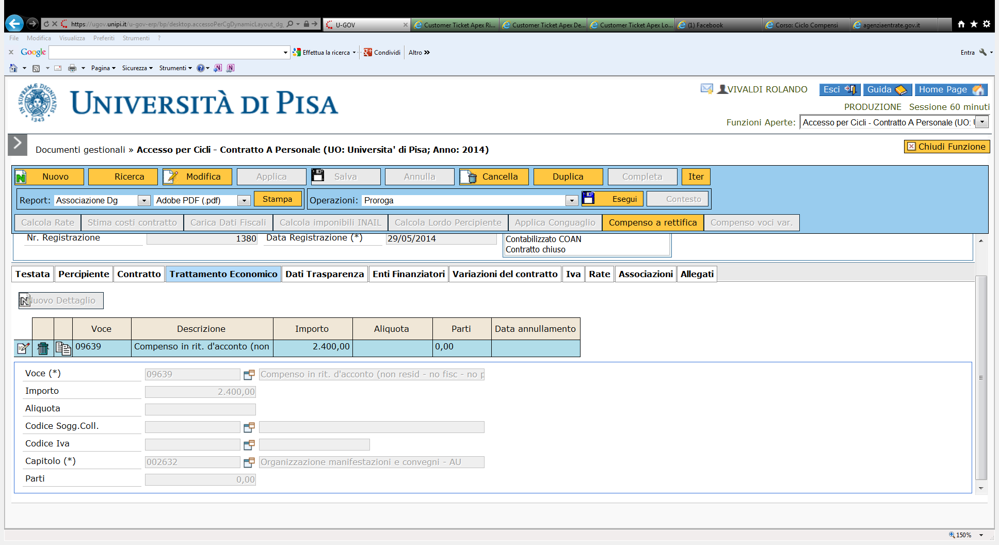 https://ugov.unipi.it/u-gov-erp/bp/desktop.accessoPerCgDynamicLayout_dg
U-GOV
Customer Ticket Apex Ri...
Customer Ticket Apex De...
Customer Ticket Apex Lo...
(1) Facebook
Corso: Ciclo Compensi
agenziaentrate.gov.it
File Modifica Visualizza Preferiti Strumenti ?
x Google Effettua la ricerca Condividi Altro Entra
Pagina Sicurezza Strumenti
IN SUPREMÆ DIGNITATIS 1343
UNIVERSITÀ DI PISA
VIVALDI ROLANDO Esci Guida Home Page
PRODUZIONE Sessione 60 minuti
Funzioni Aperte: Accesso per Cicli - Contratto A Personale (UO:
Documenti gestionali » Accesso per Cicli - Contratto A Personale (UO: Universita' di Pisa; Anno: 2014)
Chiudi Funzione
Nuovo Ricerca Modifica Applica Salva Annulla Cancella Duplica Completa Iter
Report: Associazione Dg Adobe PDF (.pdf) Stampa Operazioni: Proroga Esegui Contesto
Calcola Rate Stima costi contratto Carica Dati Fiscali Calcola imponibili INAIL Calcola Lordo Percipiente Applica Conguaglio Compenso a rettifica Compenso voci var.
Nr. Registrazione 1380 Data Registrazione (*) 29/05/2014
Contabilizzato COAN
Contratto chiuso
Testata Percipiente Contratto Trattamento Economico Dati Trasparenza Enti Finanziatori Variazioni del contratto Iva Rate Associazioni Allegati
Nuovo Dettaglio
Voce Descrizione Importo Aliquota Parti Data annullamento
09639 Compenso in rit. d'acconto (non 2.400,00 0,00
Voce (*) 09639 Compenso in rit. d'acconto (non resid - no fisc - no p
Importo 2.400,00
Aliquota
Codice Sogg.Coll.
Codice Iva
Capitolo (*) 002632 Organizzazione manifestazioni e convegni - AU
Parti 0,00
150%